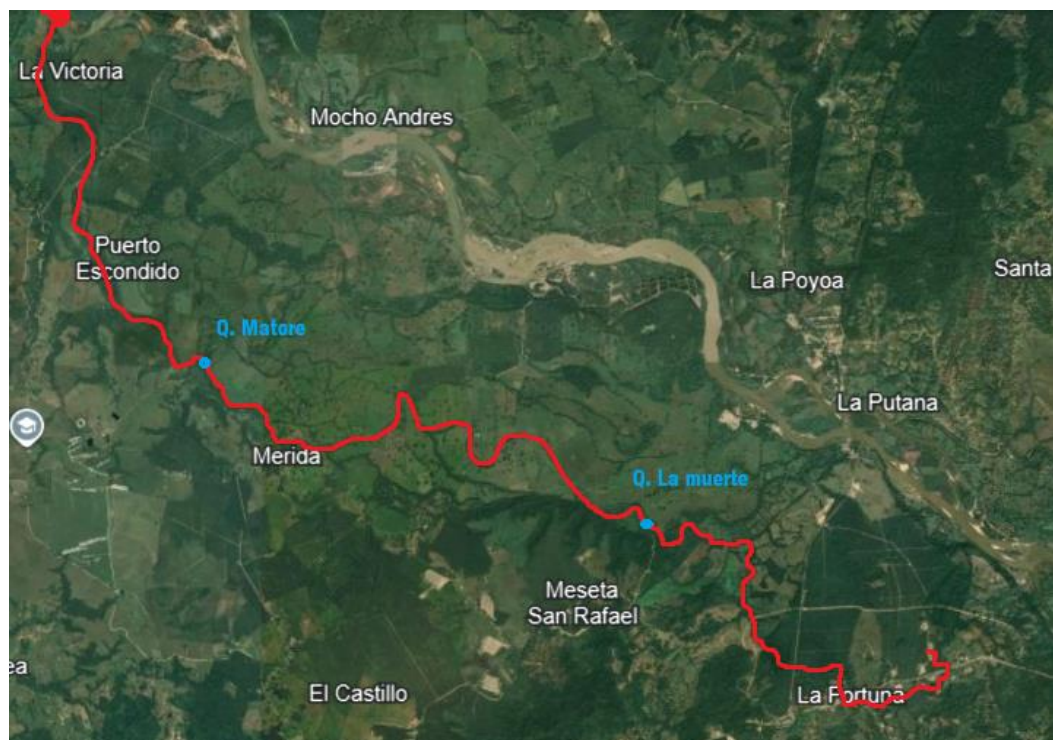 La Victoria
Mocho Andres
Puerto
Escondido
La Poyoa
Santa
Q. Matore
La Putana
Merida
Q. La muerte
Meseta
San Rafael
ea
El Castillo
La Fortuna